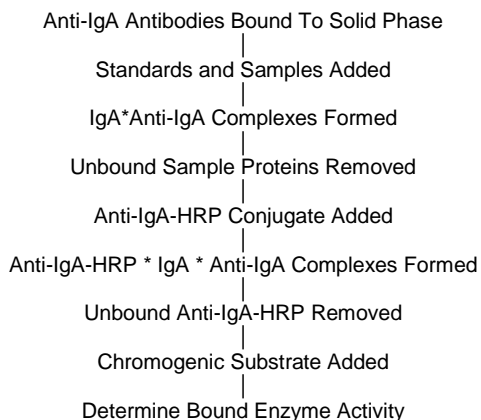 Anti-IgA Antibodies Bound To Solid Phase
Standards and Samples Added
IgA*Anti-IgA Complexes Formed
Unbound Sample Proteins Removed
Anti-IgA-HRP Conjugate Added
Anti-IgA-HRP * IgA * Anti-IgA Complexes Formed
Unbound Anti-IgA-HRP Removed
Chromogenic Substrate Added
Determine Bound Enzyme Activity